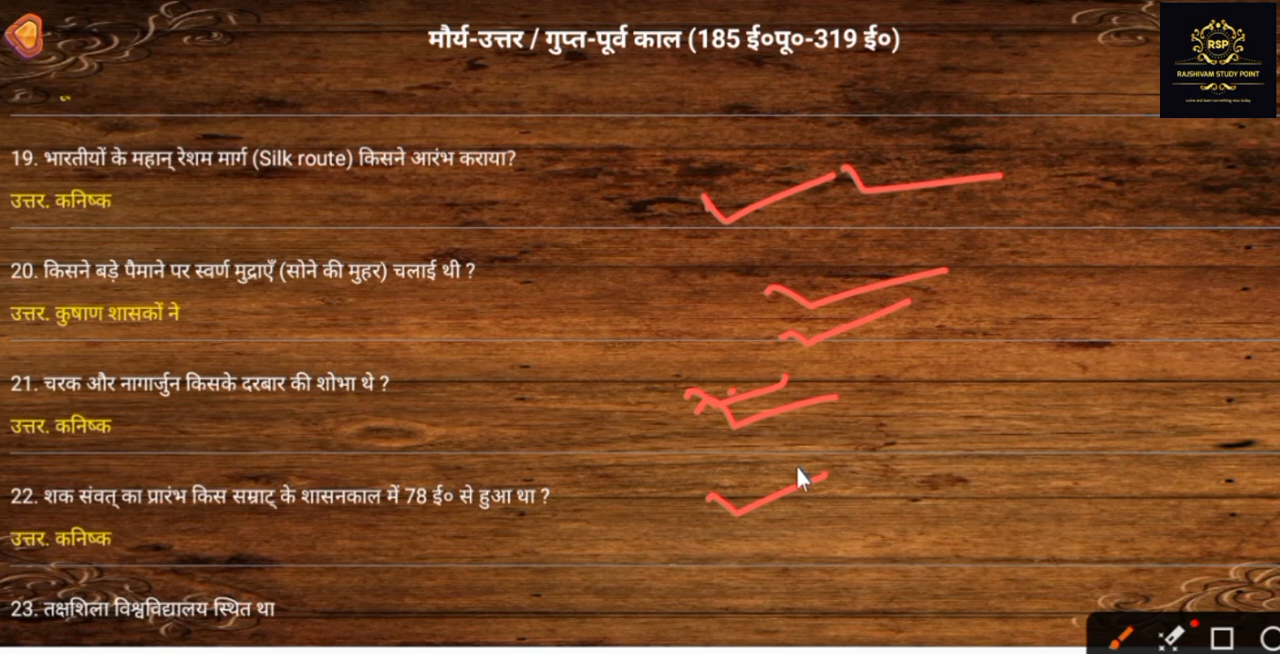 मौर्य-उत्तर / गुप्त-पूर्व काल (185 ई०पू०-319 ई०)
RSP
RAJSHIVAM STUDY POINT
19. भारतीयों के महान् रेशम मार्ग (Silk route) किसने आरंभ कराया?
उत्तर. कनिष्क
20. किसने बड़े पैमाने पर स्वर्ण मुद्राएँ (सोने की मुहर) चलाई थी ?
उत्तर. कुषाण शासकों ने
21. चरक और नागार्जुन किसके दरबार की शोभा थे ?
उत्तर. कनिष्क
22. शक संवत् का प्रारंभ किस सम्राट् के शासनकाल में 78 ई० से हुआ था ?
उत्तर. कनिष्क
23. तक्षशिला विश्वविद्यालय स्थित था